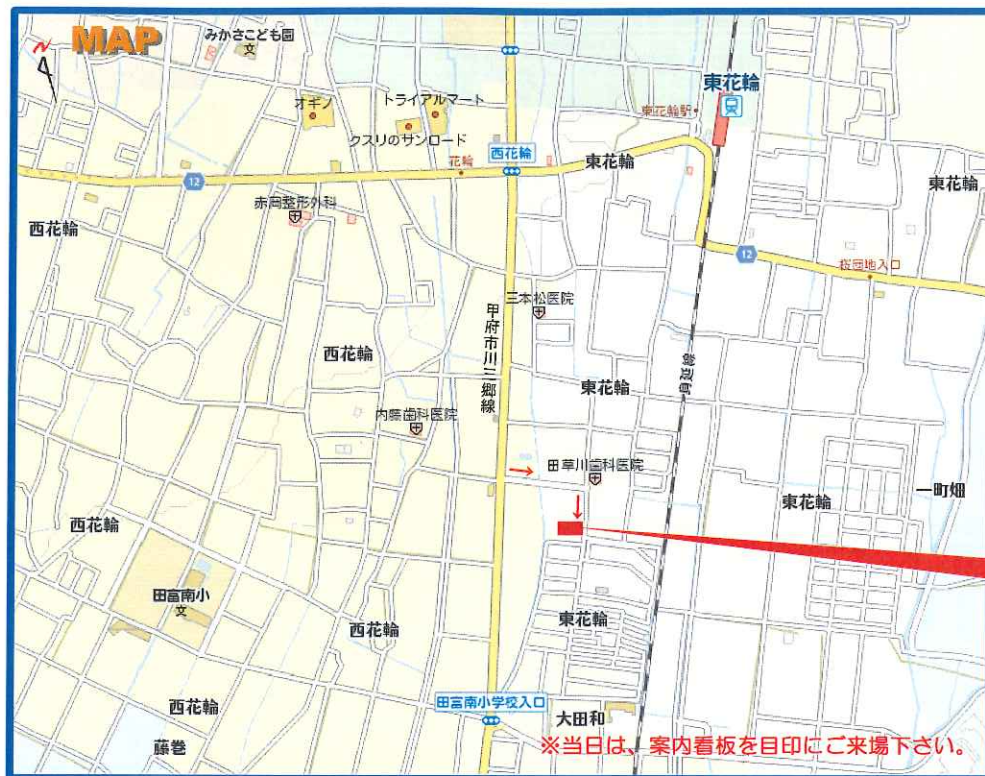 N
MAP
みかさこども園
文
オギノ
トライアルマート
クスリのサンロード
花輪
西花輪
東花輪
東花輪駅
東花輪
東花輪
12
赤岡整形外科
西花輪
12
桜団地入口
三本松医院
甲府市川三郷線
西花輪
東花輪
身延線
内藤歯科医院
田草川歯科医院
西花輪
東花輪
一町畑
田富南小
文
西花輪
東花輪
西花輪
田富南小学校入口
大田和
藤巻
※当日は、案内看板を目印にご来場下さい。